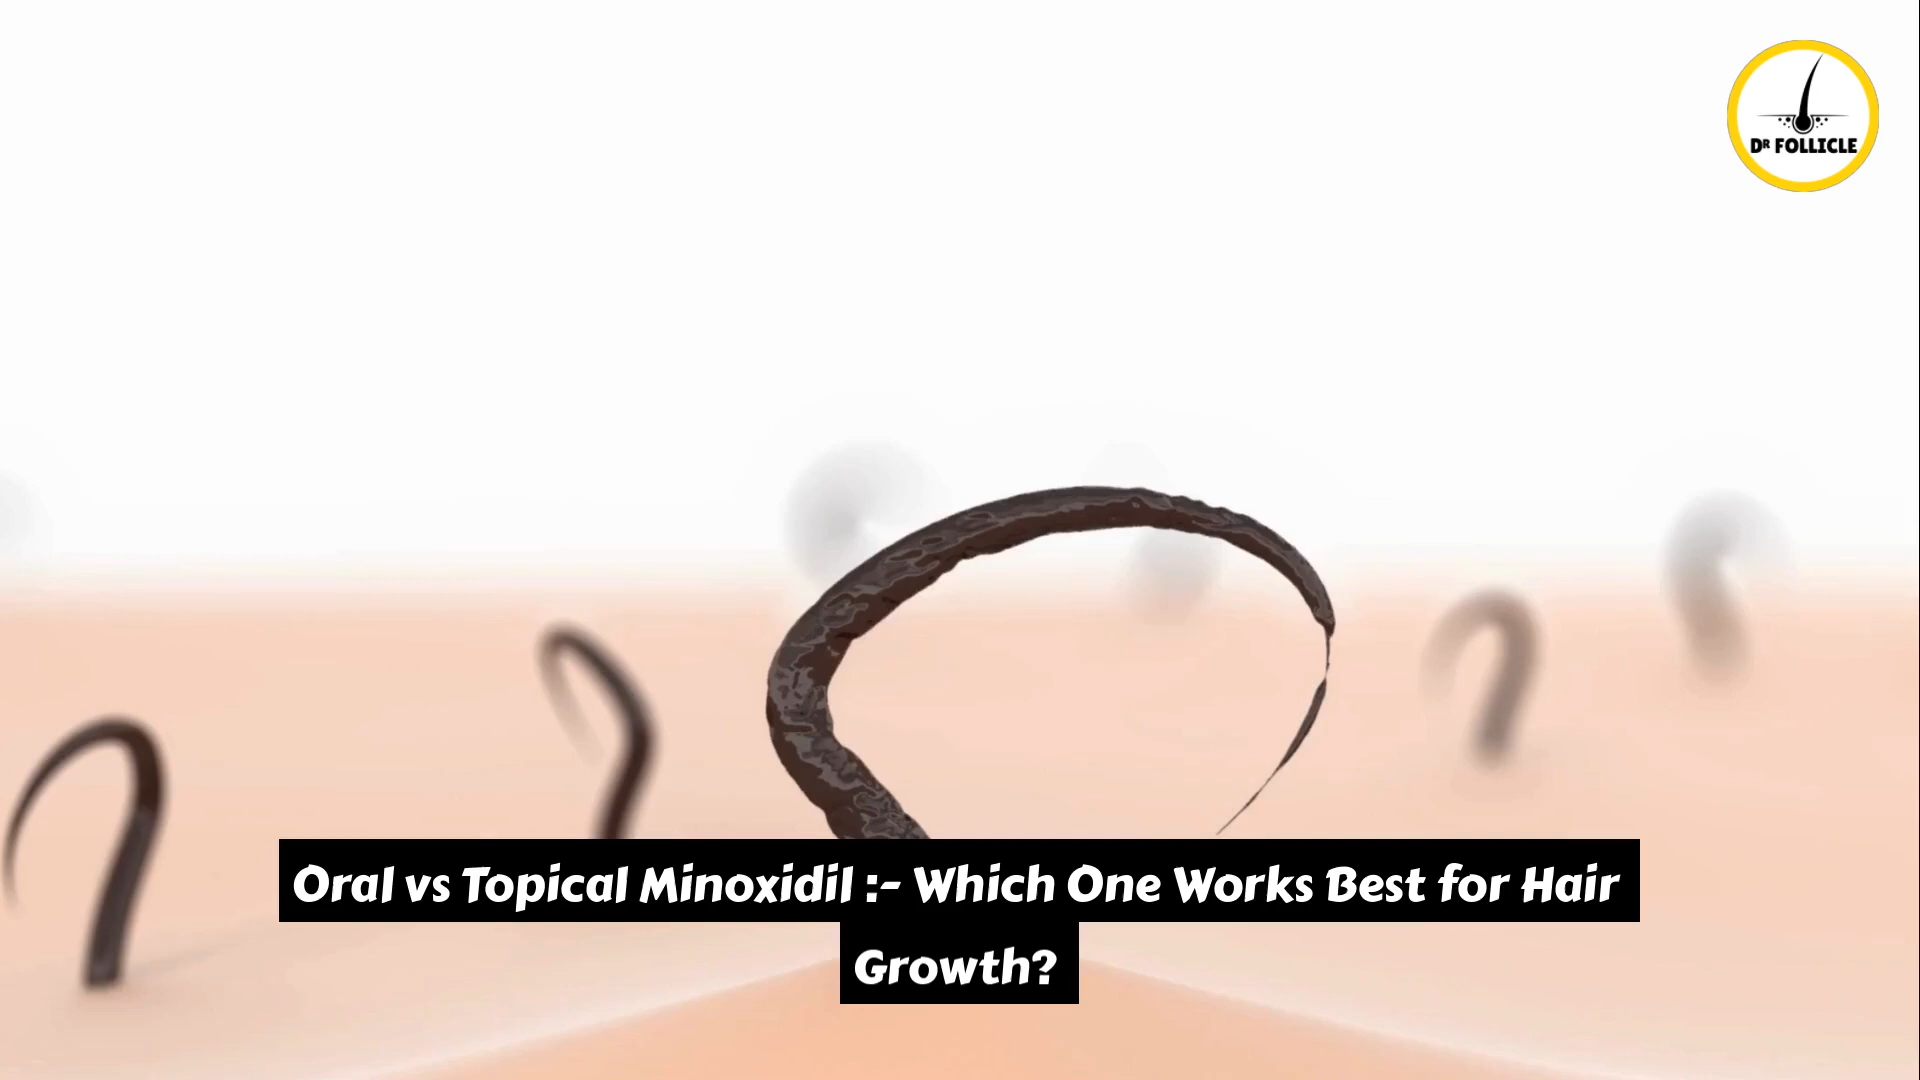 DR FOLLICLE
Oral vs Topical Minoxidil :- Which One Works Best for Hair
Growth?